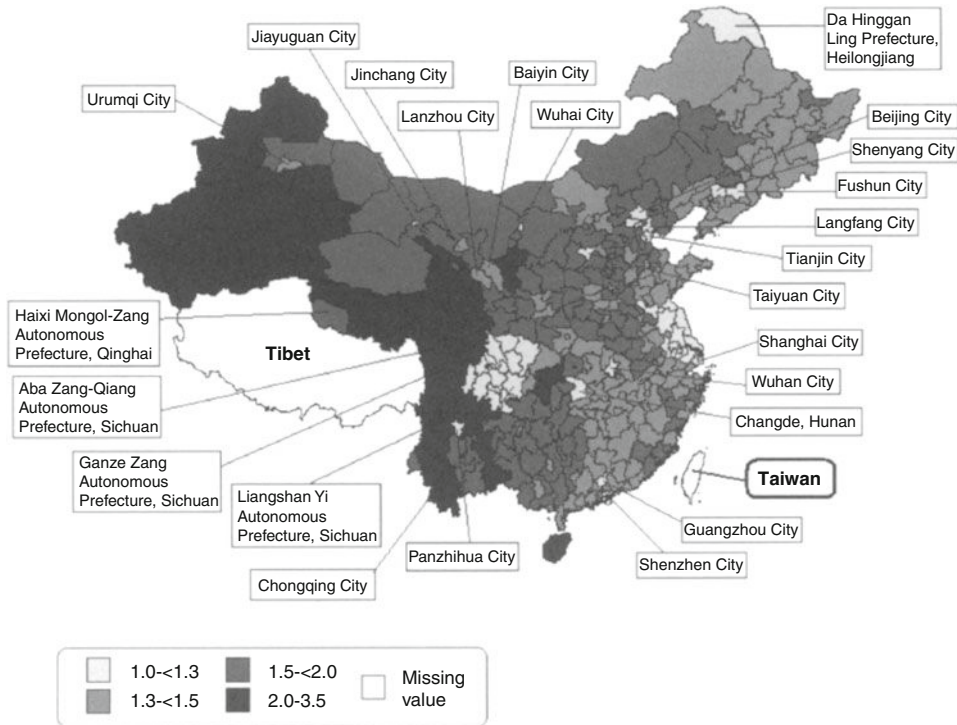 Da Hinggan
Ling Prefecture,
Heilongjiang
Jiayuguan City
Jinchang City
Baiyin City
Urumqi City
Lanzhou City
Wuhai City
Beijing City
Shenyang City
Fushun City
Langfang City
Tianjin City
Taiyuan City
Haixi Mongol-Zang
Autonomous
Prefecture, Qinghai
Tibet
Shanghai City
Aba Zang-Qiang
Autonomous
Prefecture, Sichuan
Wuhan City
Changde, Hunan
Ganze Zang
Autonomous
Prefecture, Sichuan
Liangshan Yi
Autonomous
Prefecture, Sichuan
Taiwan
Guangzhou City
Panzhihua City
Shenzhen City
Chongqing City
1.0-<1.3
1.5-<2.0
Missing
value
1.3-<1.5
2.0-3.5